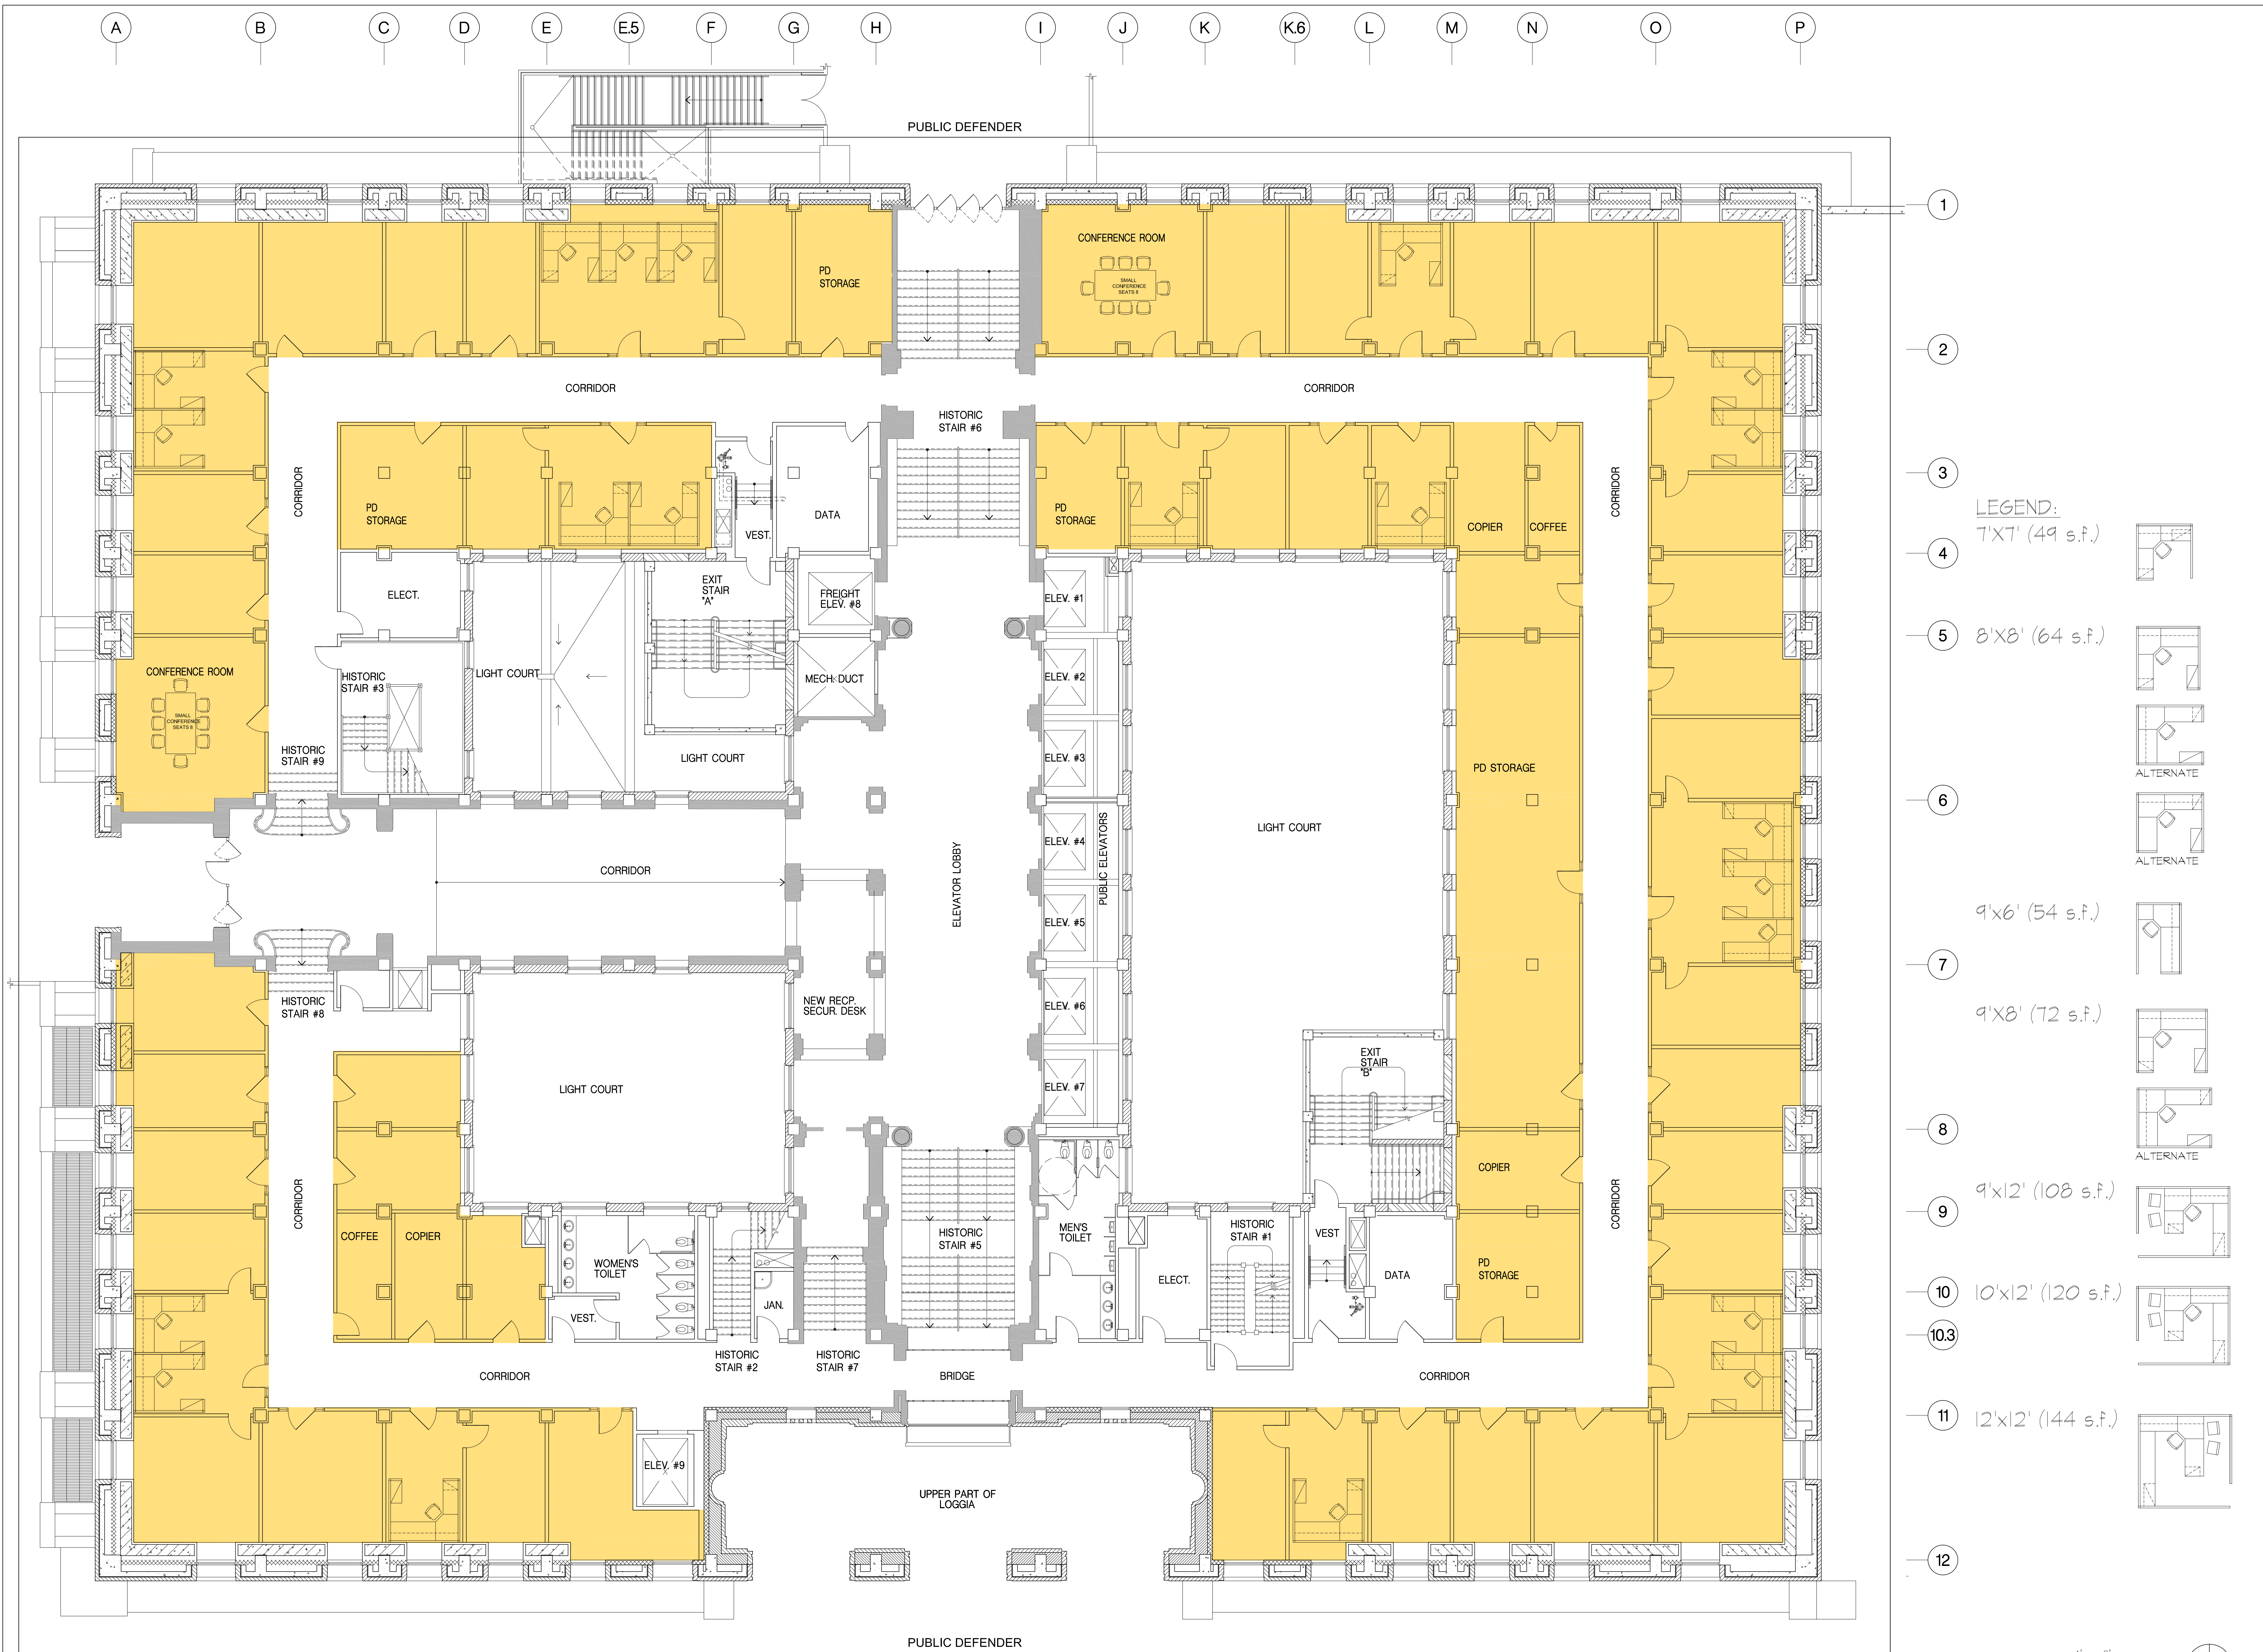 A B C D E E.5 F G H I J K K.6 L M N O P
PUBLIC DEFENDER
1
CONFERENCE ROOM
PD
STORAGE
SMALL
CONFERENCE
SEATS 8
2
CORRIDOR
CORRIDOR
HISTORIC
STAIR #6
3
CORRIDOR
CORRIDOR
PD
STORAGE
DATA
VEST.
PD
STORAGE
COPIER
COFFEE
4
ELECT.
EXIT
STAIR
"A"
FREIGHT
ELEV. #8
ELEV. #1
5
CONFERENCE ROOM
SMALL
CONFERENCE
SEATS 8
HISTORIC
STAIR #3
LIGHT COURT
MECH. DUCT
ELEV. #2
HISTORIC
STAIR #9
LIGHT COURT
ELEV. #3
PD STORAGE
6
ELEVATOR LOBBY
ELEV. #4
PUBLIC ELEVATORS
LIGHT COURT
CORRIDOR
ELEV. #5
7
HISTORIC
STAIR #8
NEW RECP.
SECUR. DESK
ELEV. #6
LIGHT COURT
ELEV. #7
EXIT
STAIR
"B"
8
COPIER
CORRIDOR
CORRIDOR
9
COFFEE
COPIER
WOMEN'S
TOILET
HISTORIC
STAIR #5
MEN'S
TOILET
HISTORIC
STAIR #1
VEST
ELECT.
DATA
PD
STORAGE
10
JAN.
VEST.
10.3
HISTORIC
STAIR #2
HISTORIC
STAIR #7
CORRIDOR
BRIDGE
CORRIDOR
11
ELEV. #9
UPPER PART OF
LOGGIA
12
PUBLIC DEFENDER
LEGEND:
7'X7' (49 s.f.)
8'X8' (64 s.f.)
ALTERNATE
ALTERNATE
9'x6' (54 s.f.)
9'X8' (72 s.f.)
ALTERNATE
9'x12' (108 s.f.)
10'x12' (120 s.f.)
12'x12' (144 s.f.)